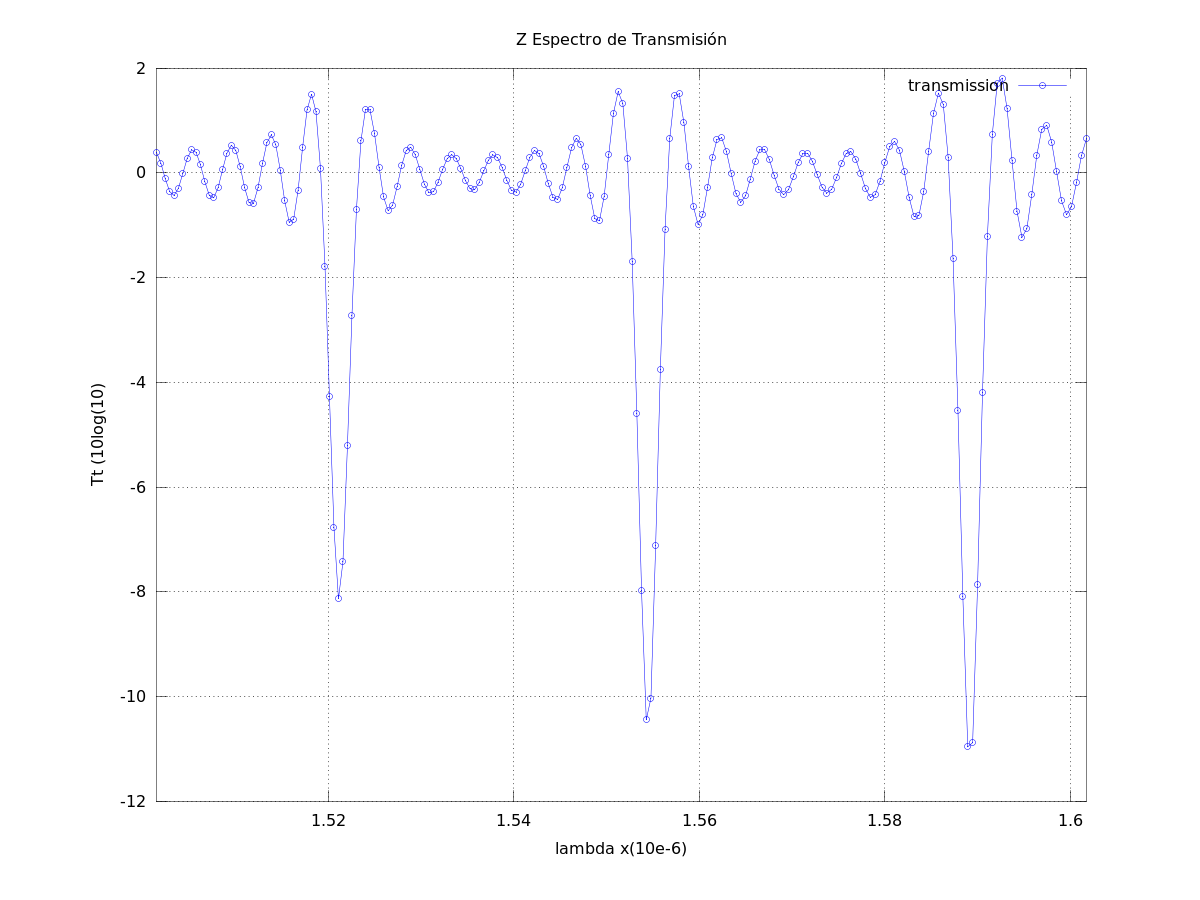 Z Espectro de Transmisión
transmission
2
0
-2
-4
-6
-8
-10
-12
Tt (10log(10)
1.52 1.54 1.56 1.58 1.6
lambda x(10e-6)